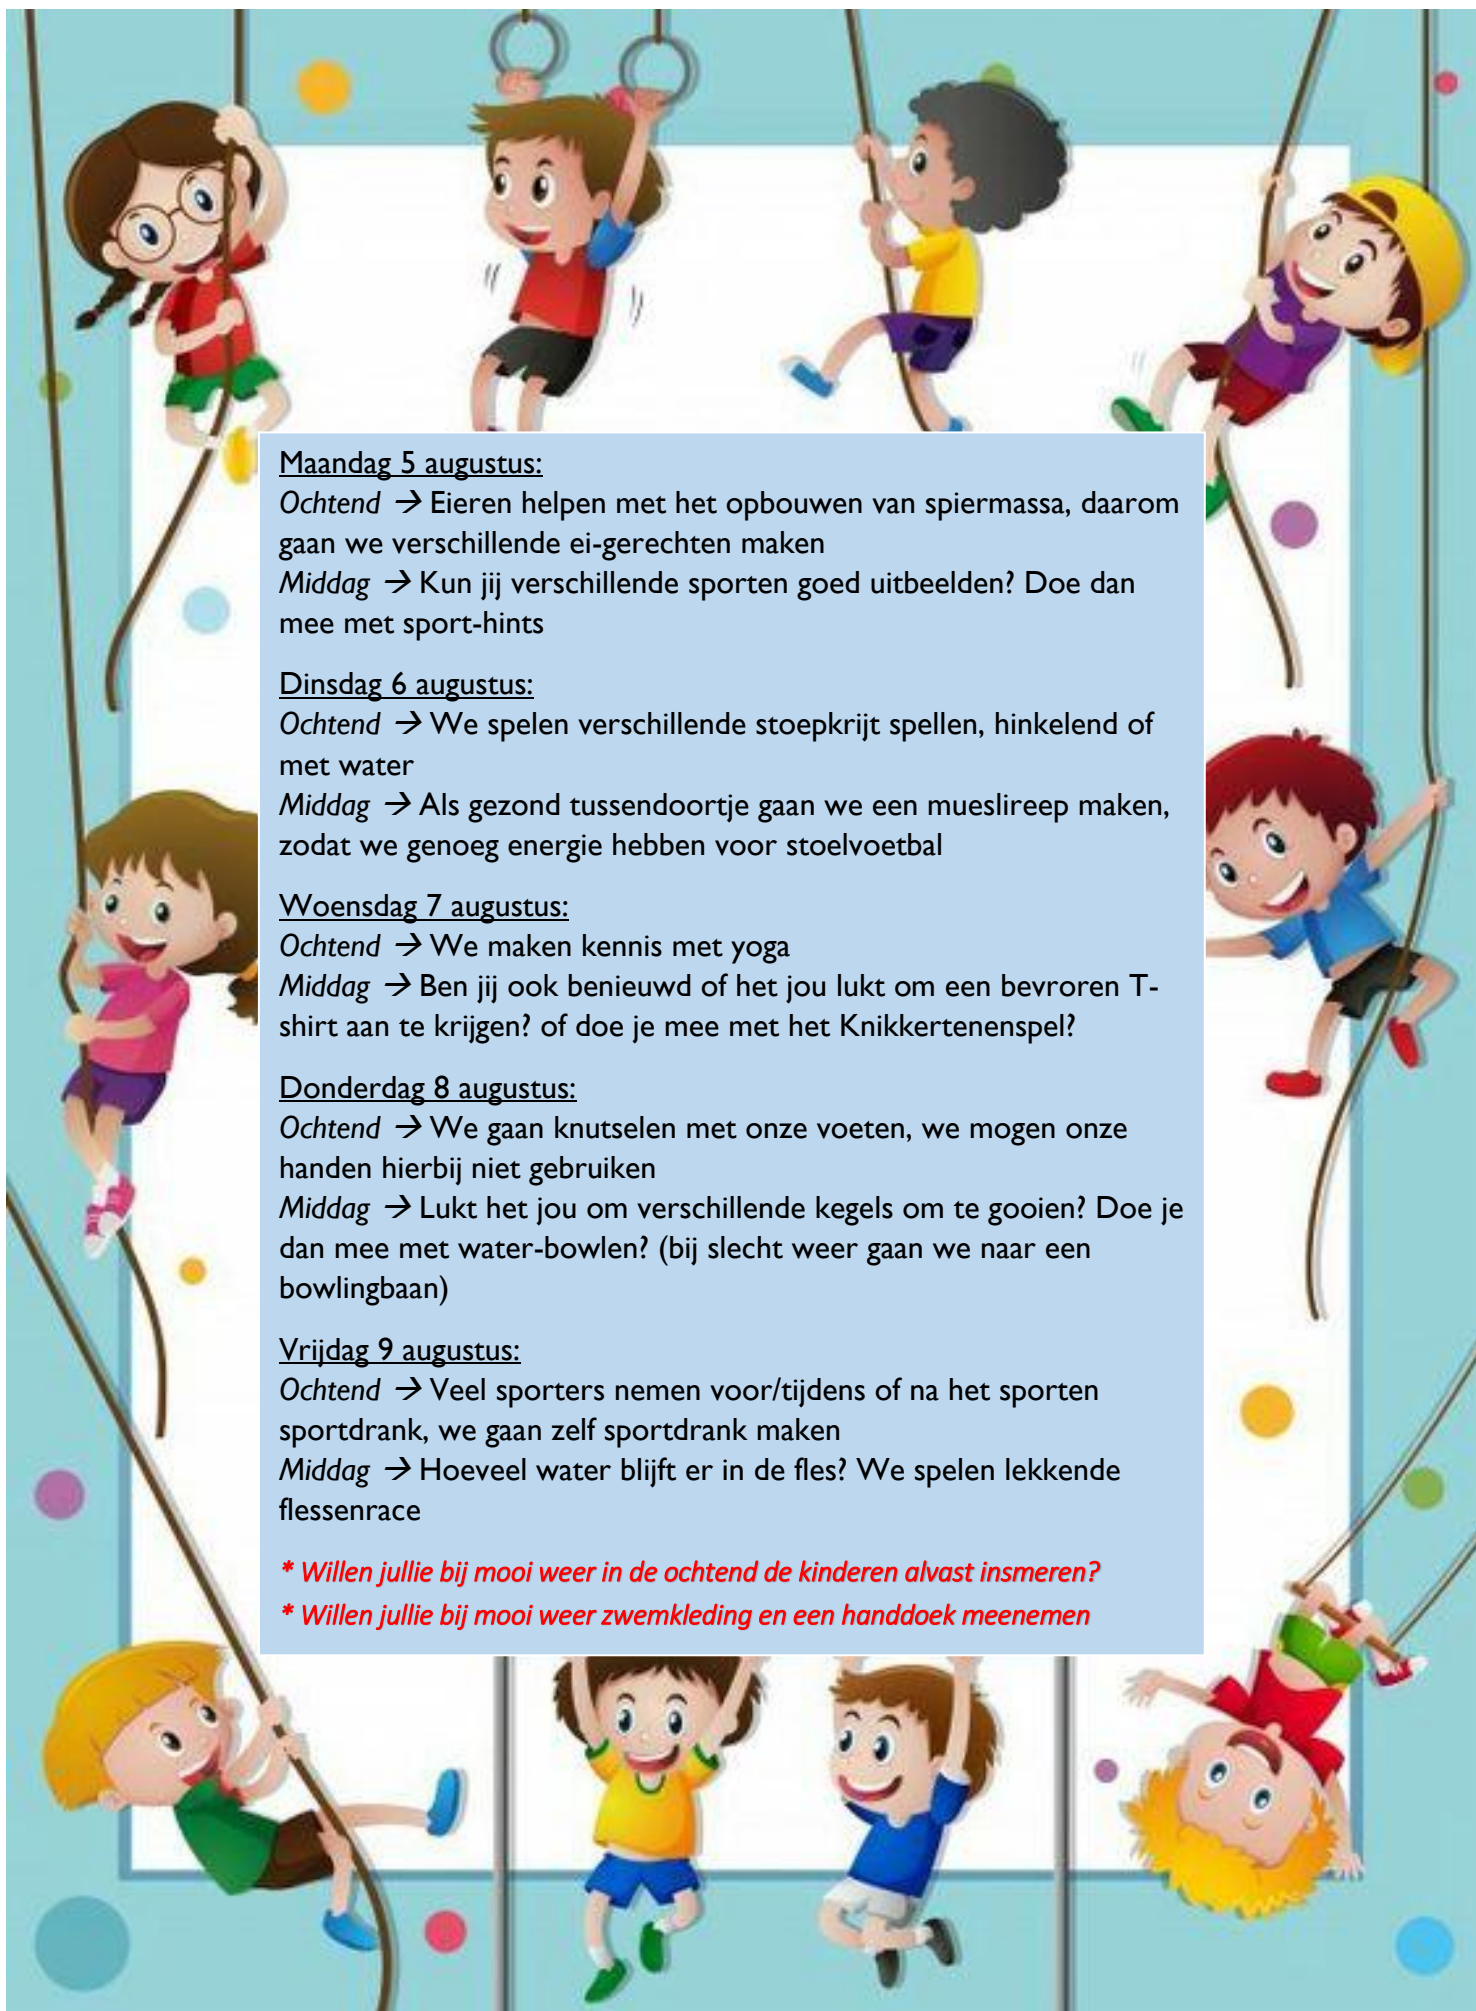 Maandag 5 augustus:
Ochtend → Eieren helpen met het opbouwen van spiermassa, daarom
gaan we verschillende ei-gerechten maken
Middag → Kun jij verschillende sporten goed uitbeelden? Doe dan
mee met sport-hints
Dinsdag 6 augustus:
Ochtend → We spelen verschillende stoepkrijt spellen, hinkelend of
met water
Middag → Als gezond tussendoortje gaan we een mueslireep maken,
zodat we genoeg energie hebben voor stoelvoetbal
Woensdag 7 augustus:
Ochtend → We maken kennis met yoga
Middag → Ben jij ook benieuwd of het jou lukt om een bevroren T-
shirt aan te krijgen? of doe je mee met het Knikkertenenspel?
Donderdag 8 augustus:
Ochtend → We gaan knutselen met onze voeten, we mogen onze
handen hierbij niet gebruiken
Middag → Lukt het jou om verschillende kegels om te gooien? Doe je
dan mee met water-bowlen? (bij slecht weer gaan we naar een
bowlingbaan)
Vrijdag 9 augustus:
Ochtend → Veel sporters nemen voor/tijdens of na het sporten
sportdrank, we gaan zelf sportdrank maken
Middag → Hoeveel water blijft er in de fles? We spelen lekkende
flessenrace
* Willen jullie bij mooi weer in de ochtend de kinderen alvast insmeren?
* Willen jullie bij mooi weer zwemkleding en een handdoek meenemen